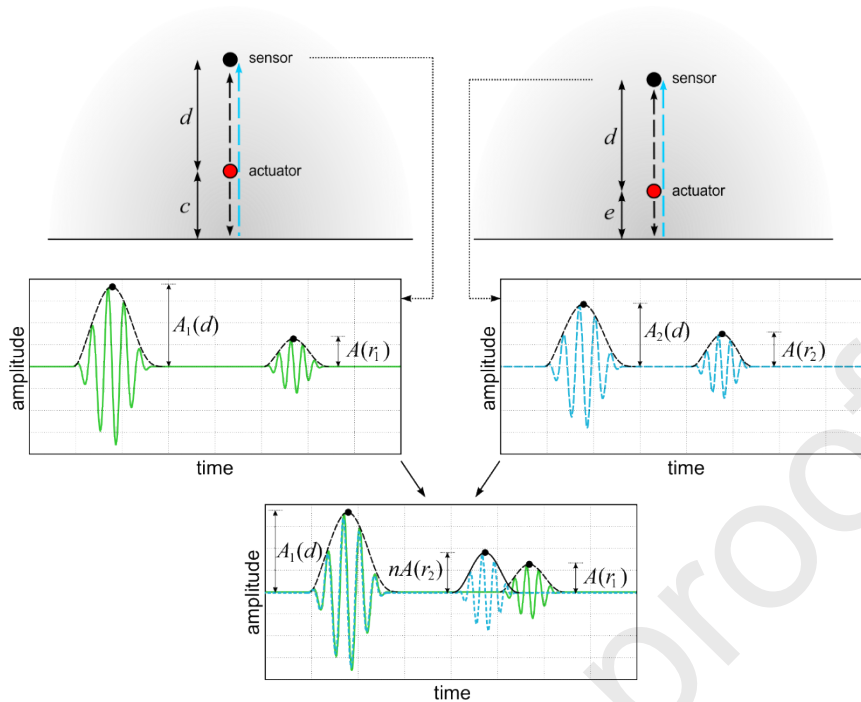 sensor
d
actuator
c
sensor
d
actuator
e
amplitude
A₁(d)
A(r₁)
time
amplitude
A₂(d)
A(r₂)
time
amplitude
A₁(d)
nA(r₂)
A(r₁)
time
proof